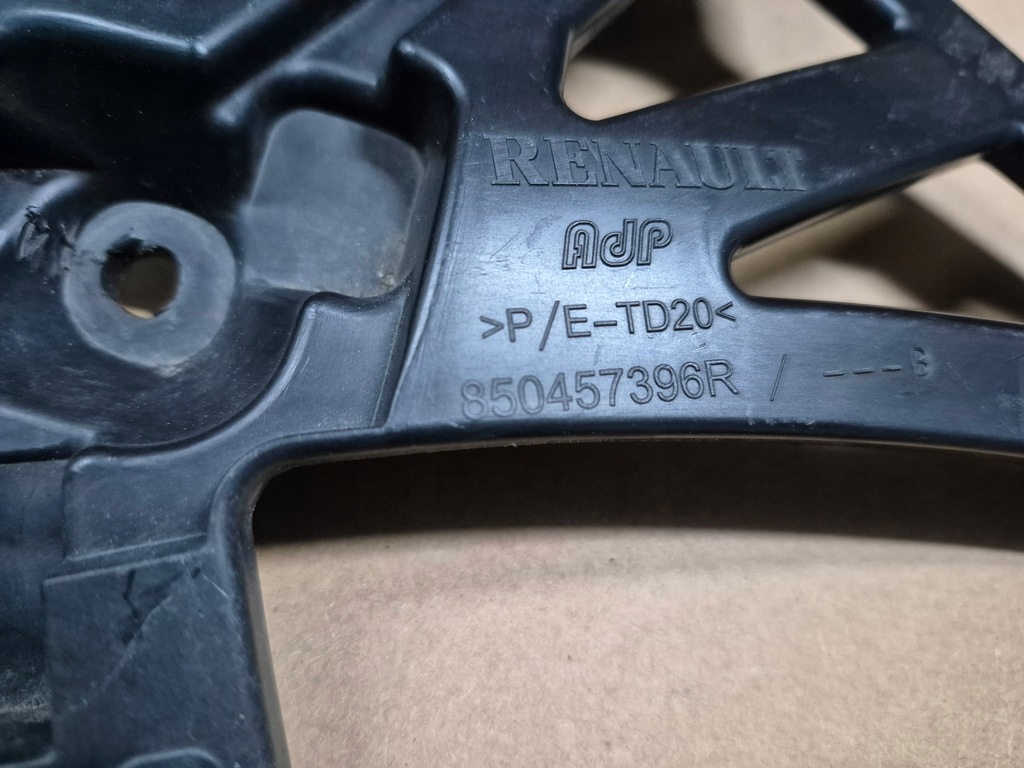 RENAULT
AdP
>P/E-TD20<
850457396R / ---B